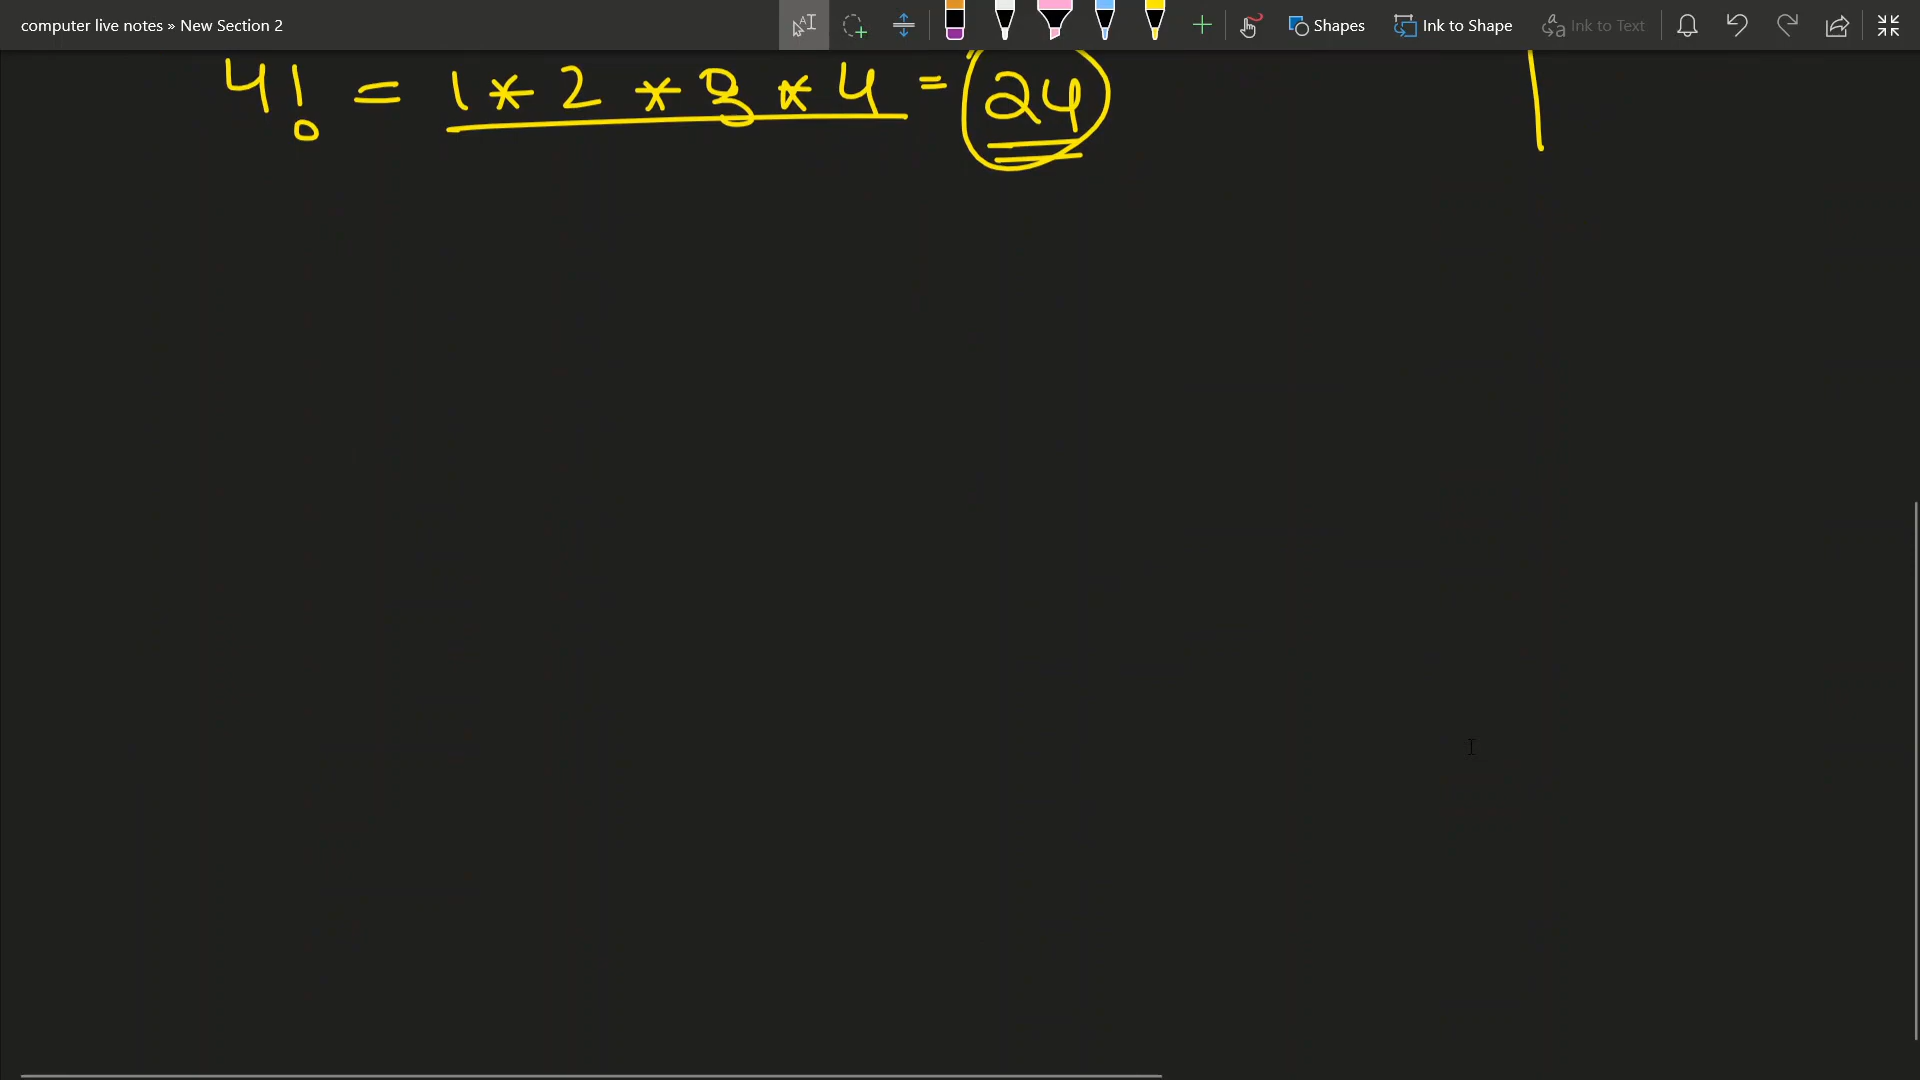 computer live notes » New Section 2
Shapes
Ink to Shape
Ink to Text
4! = 1 * 2 * 3 * 4 = 24